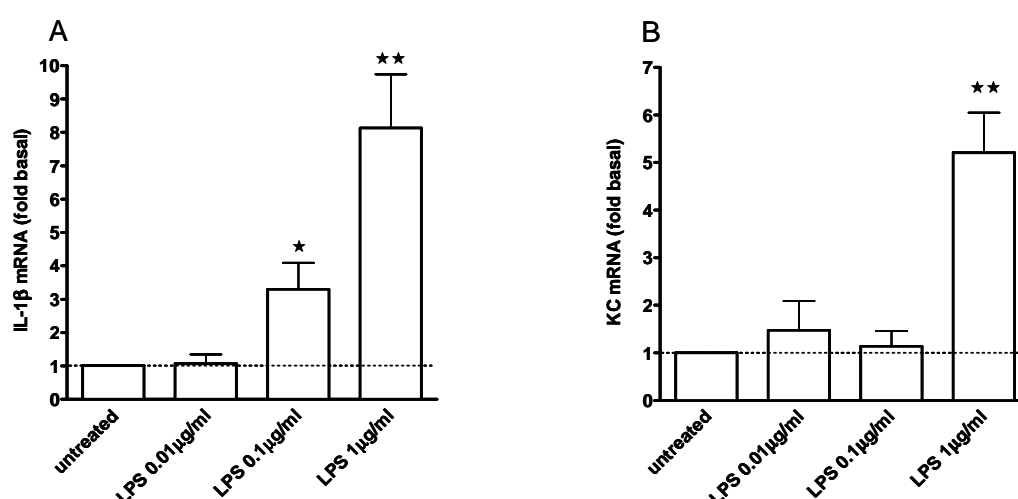 A
IL-1β mRNA (fold basal)
10
9
8
7
6
5
4
3
2
1
0
★
★★
untreated
LPS 0.01µg/ml
LPS 0.1µg/ml
LPS 1µg/ml
B
KC mRNA (fold basal)
7
6
5
4
3
2
1
0
★★
untreated
LPS 0.01µg/ml
LPS 0.1µg/ml
LPS 1µg/ml